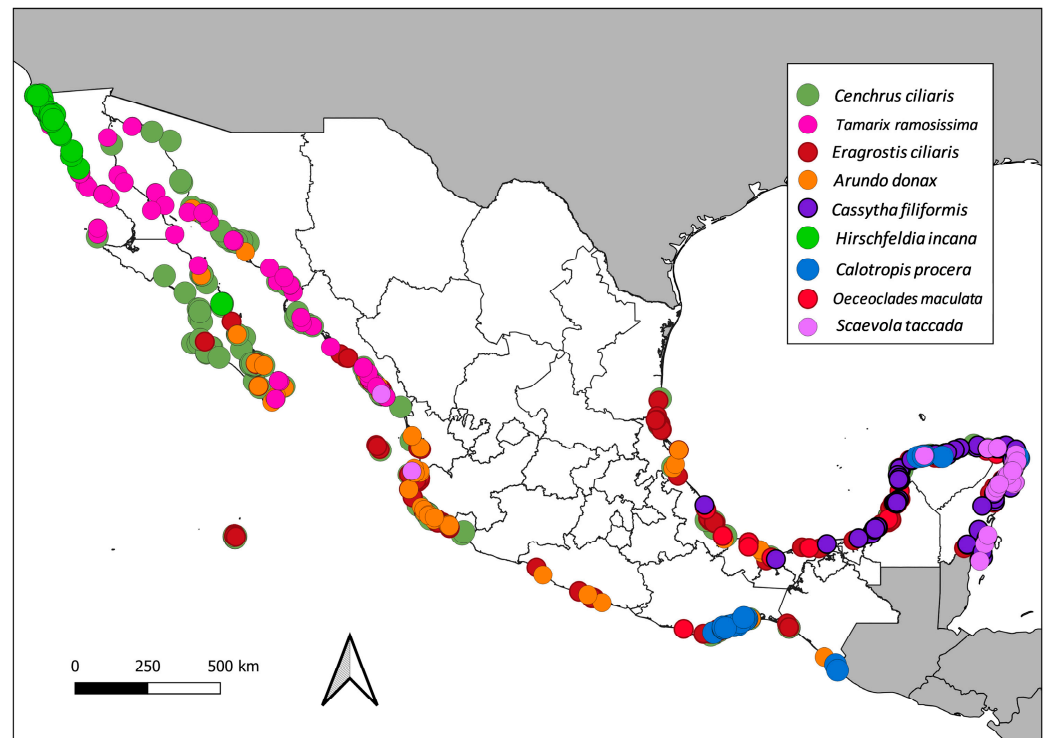 Cenchrus ciliaris
Tamarix ramosissima
Eragrostis ciliaris
Arundo donax
Cassytha filiformis
Hirschfeldia incana
Calotropis procera
Oeceoclades maculata
Scaevola taccada
0 250 500 km